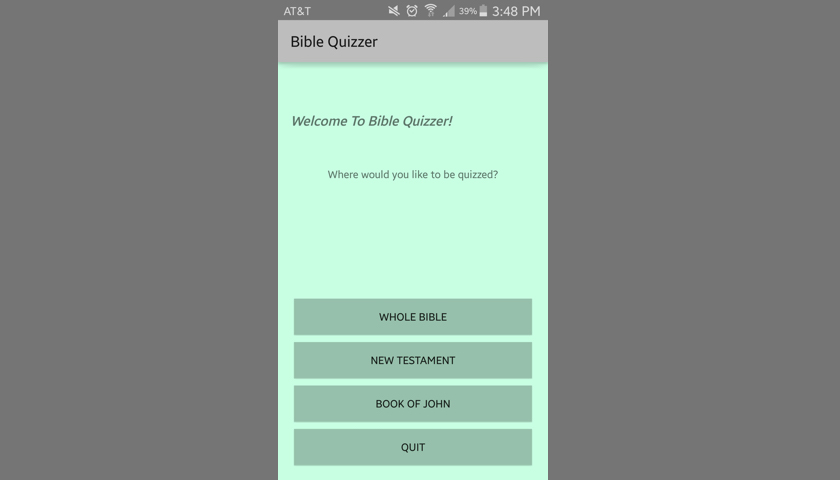 AT&T 39% 3:48 PM
Bible Quizzer
Welcome To Bible Quizzer!
Where would you like to be quizzed?
WHOLE BIBLE
NEW TESTAMENT
BOOK OF JOHN
QUIT